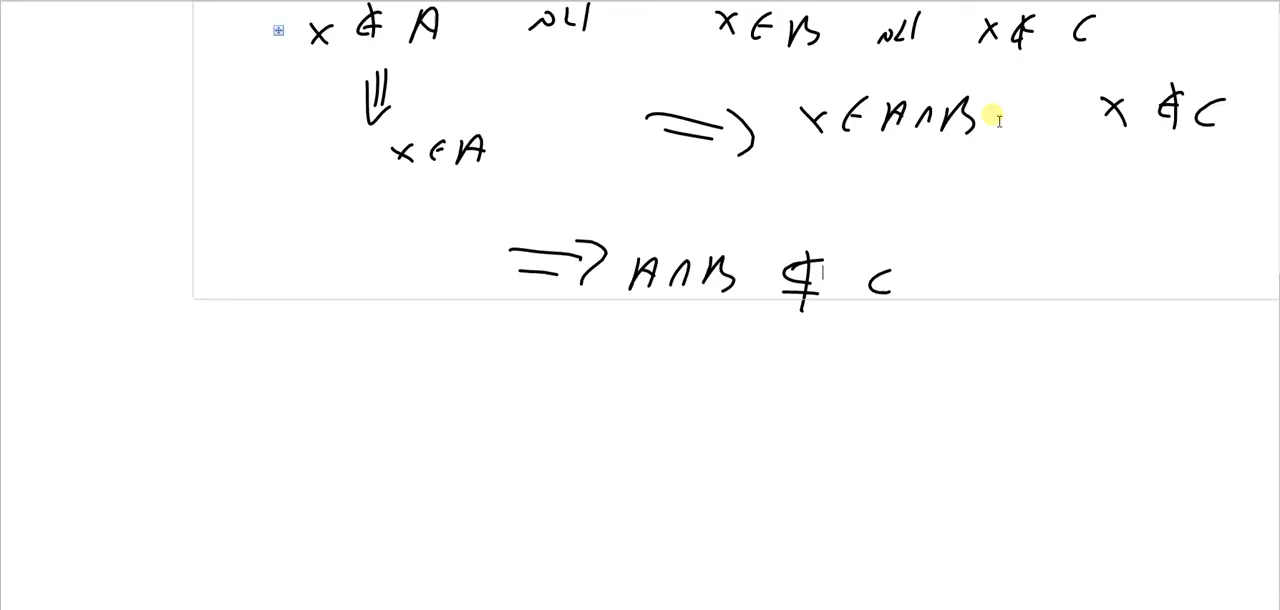 x ∉ A וגם x ∈ B וגם x ∉ C
⇓ ⇒ x ∈ A ∩ B x ∉ C
x ∈ A
⇒ A ∩ B ⊈ C